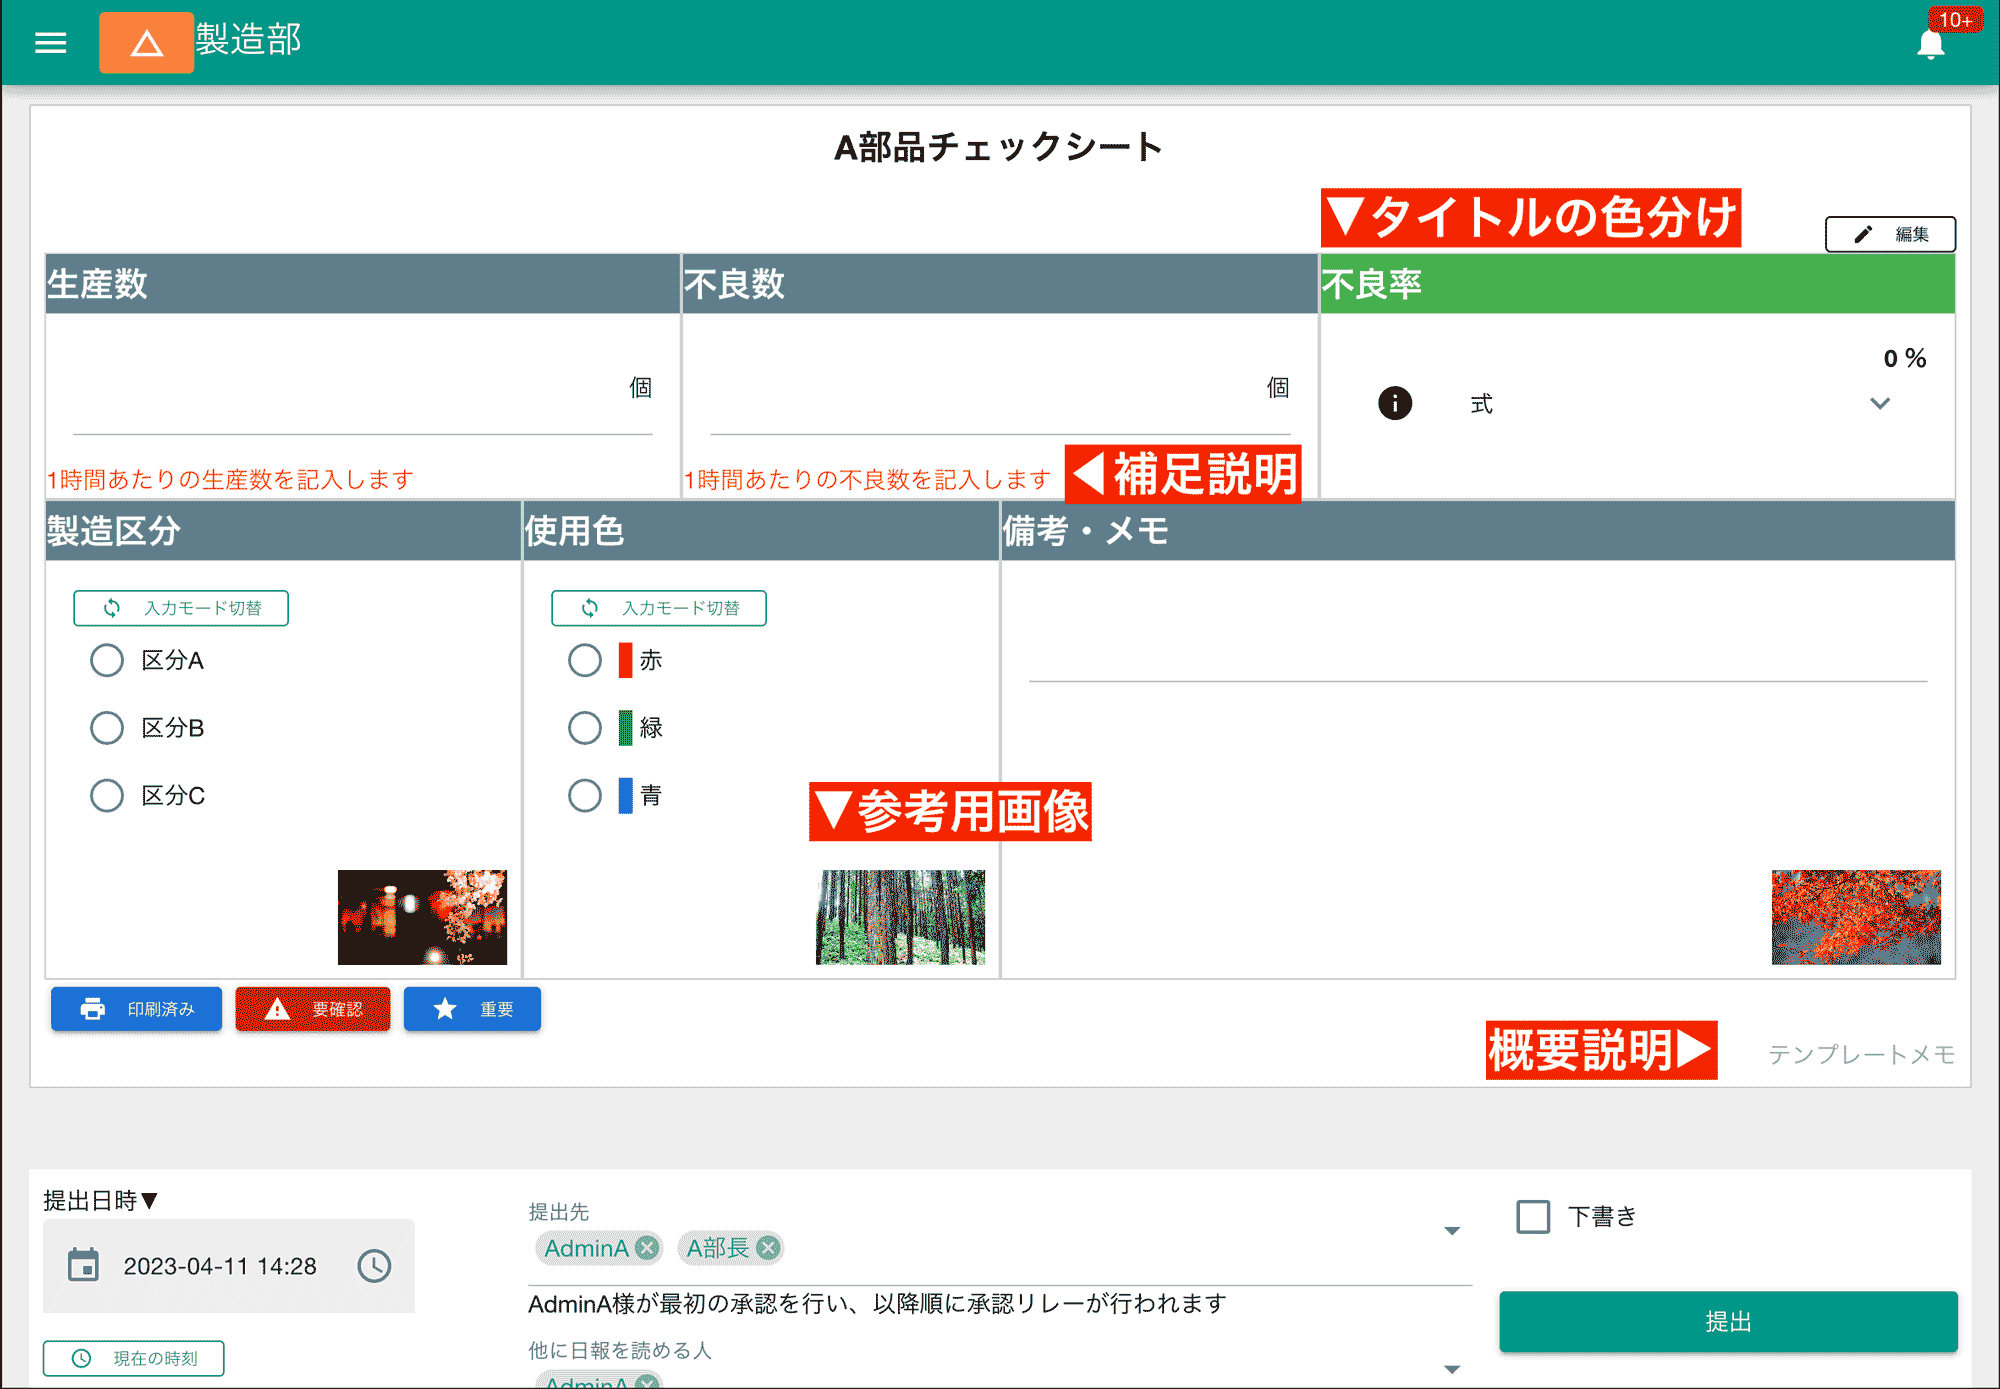 製造部
10+
A部品チェックシート
▼タイトルの色分け
編集
生産数
不良数
不良率
0 %
個
個
式
1時間あたりの生産数を記入します
1時間あたりの不良数を記入します
◀補足説明
製造区分
使用色
備考・メモ
入力モード切替
入力モード切替
区分A
赤
区分B
緑
区分C
青
▼参考用画像
印刷済み
要確認
重要
概要説明▶
テンプレートメモ
提出日時▼
2023-04-11 14:28
現在の時刻
提出先
AdminA
A部長
AdminA様が最初の承認を行い、以降順に承認リレーが行われます
他に日報を読める人
AdminA
下書き
提出